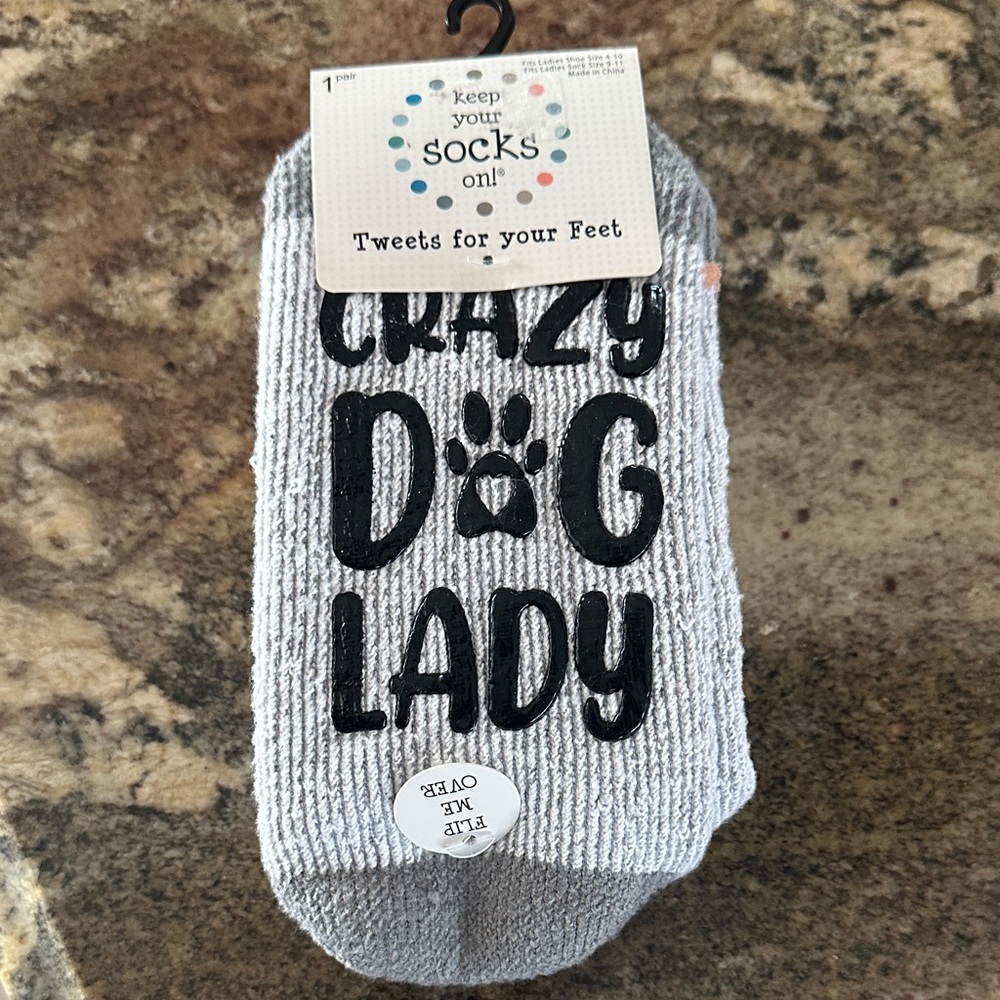 1 pair
Fits Ladies Shoe Size 4-10
Fits Ladies Sock Size 9-11
Made in China
keep
your
socks
on!®
Tweets for your Feet
CRAZY
DG
LADY
FLIP
ME
OVER